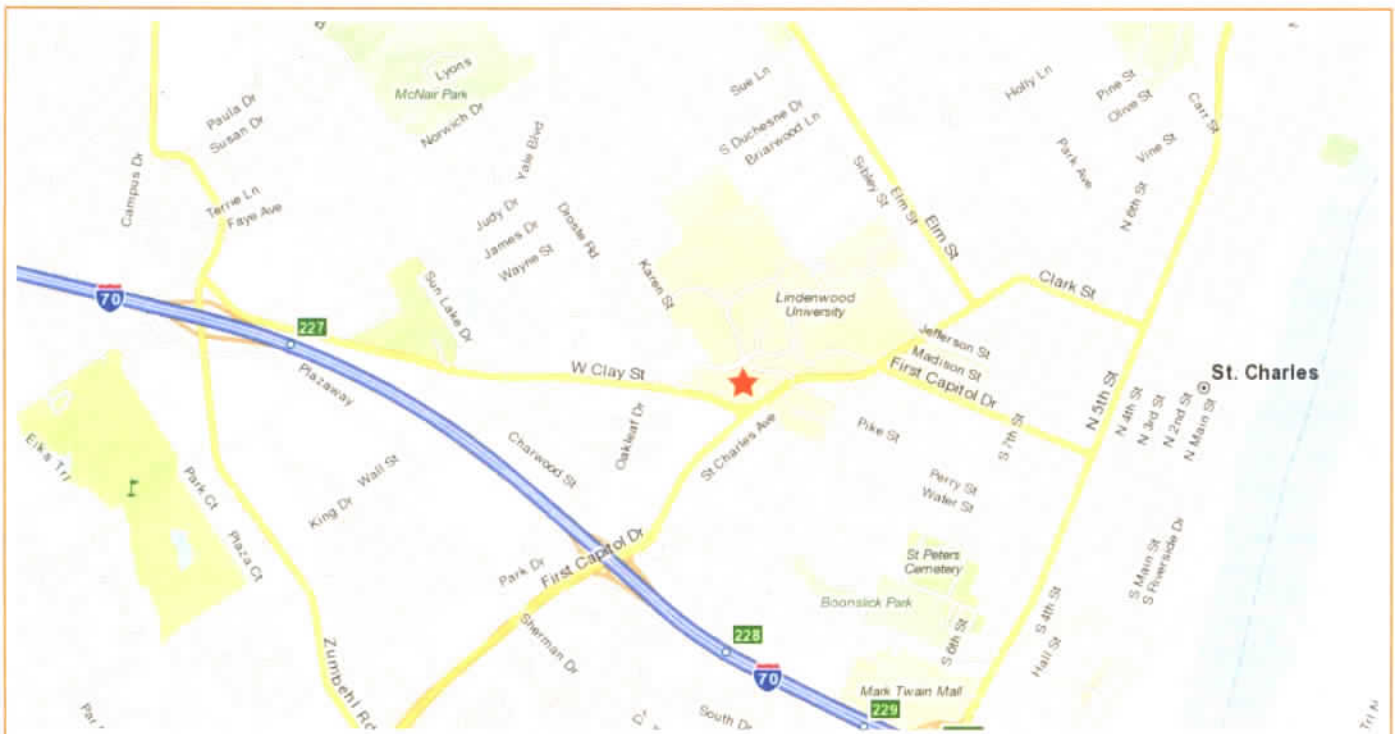 Lyons
McNair Park
Norwich Dr
Paula Dr
Susan Dr
Campus Dr
Terrie Ln
Faye Ave
Yale Blvd
Judy Dr
James Dr
Wayne St
Droste Rd
Karen St
Sue Ln
S Duchesne Dr
Briarwood Ln
Sibley St
Elm St
Elm St
Holly Ln
Pine St
Olive St
Carr St
Park Ave
Vine St
N 6th St
Clark St
70
227
Sun Lake Dr
Lindenwood
University
Jefferson St
Madison St
First Capitol Dr
W Clay St
St. Charles
N 5th St
N 4th St
N 3rd St
N 2nd St
N Main St
Plazaway
Oakleaf Dr
St Charles Ave
Pike St
S 7th St
Charwood St
Elks Trl
Park Ct
Wall St
King Dr
Plaza Ct
Perry St
Water St
First Capitol Dr
Park Dr
St Peters
Cemetery
Boonslick Park
S Main St
S Riverside Dr
S 4th St
Hall St
S 6th St
Sherman Dr
Zumbehl Rd
228
70
Mark Twain Mall
229
South Dr